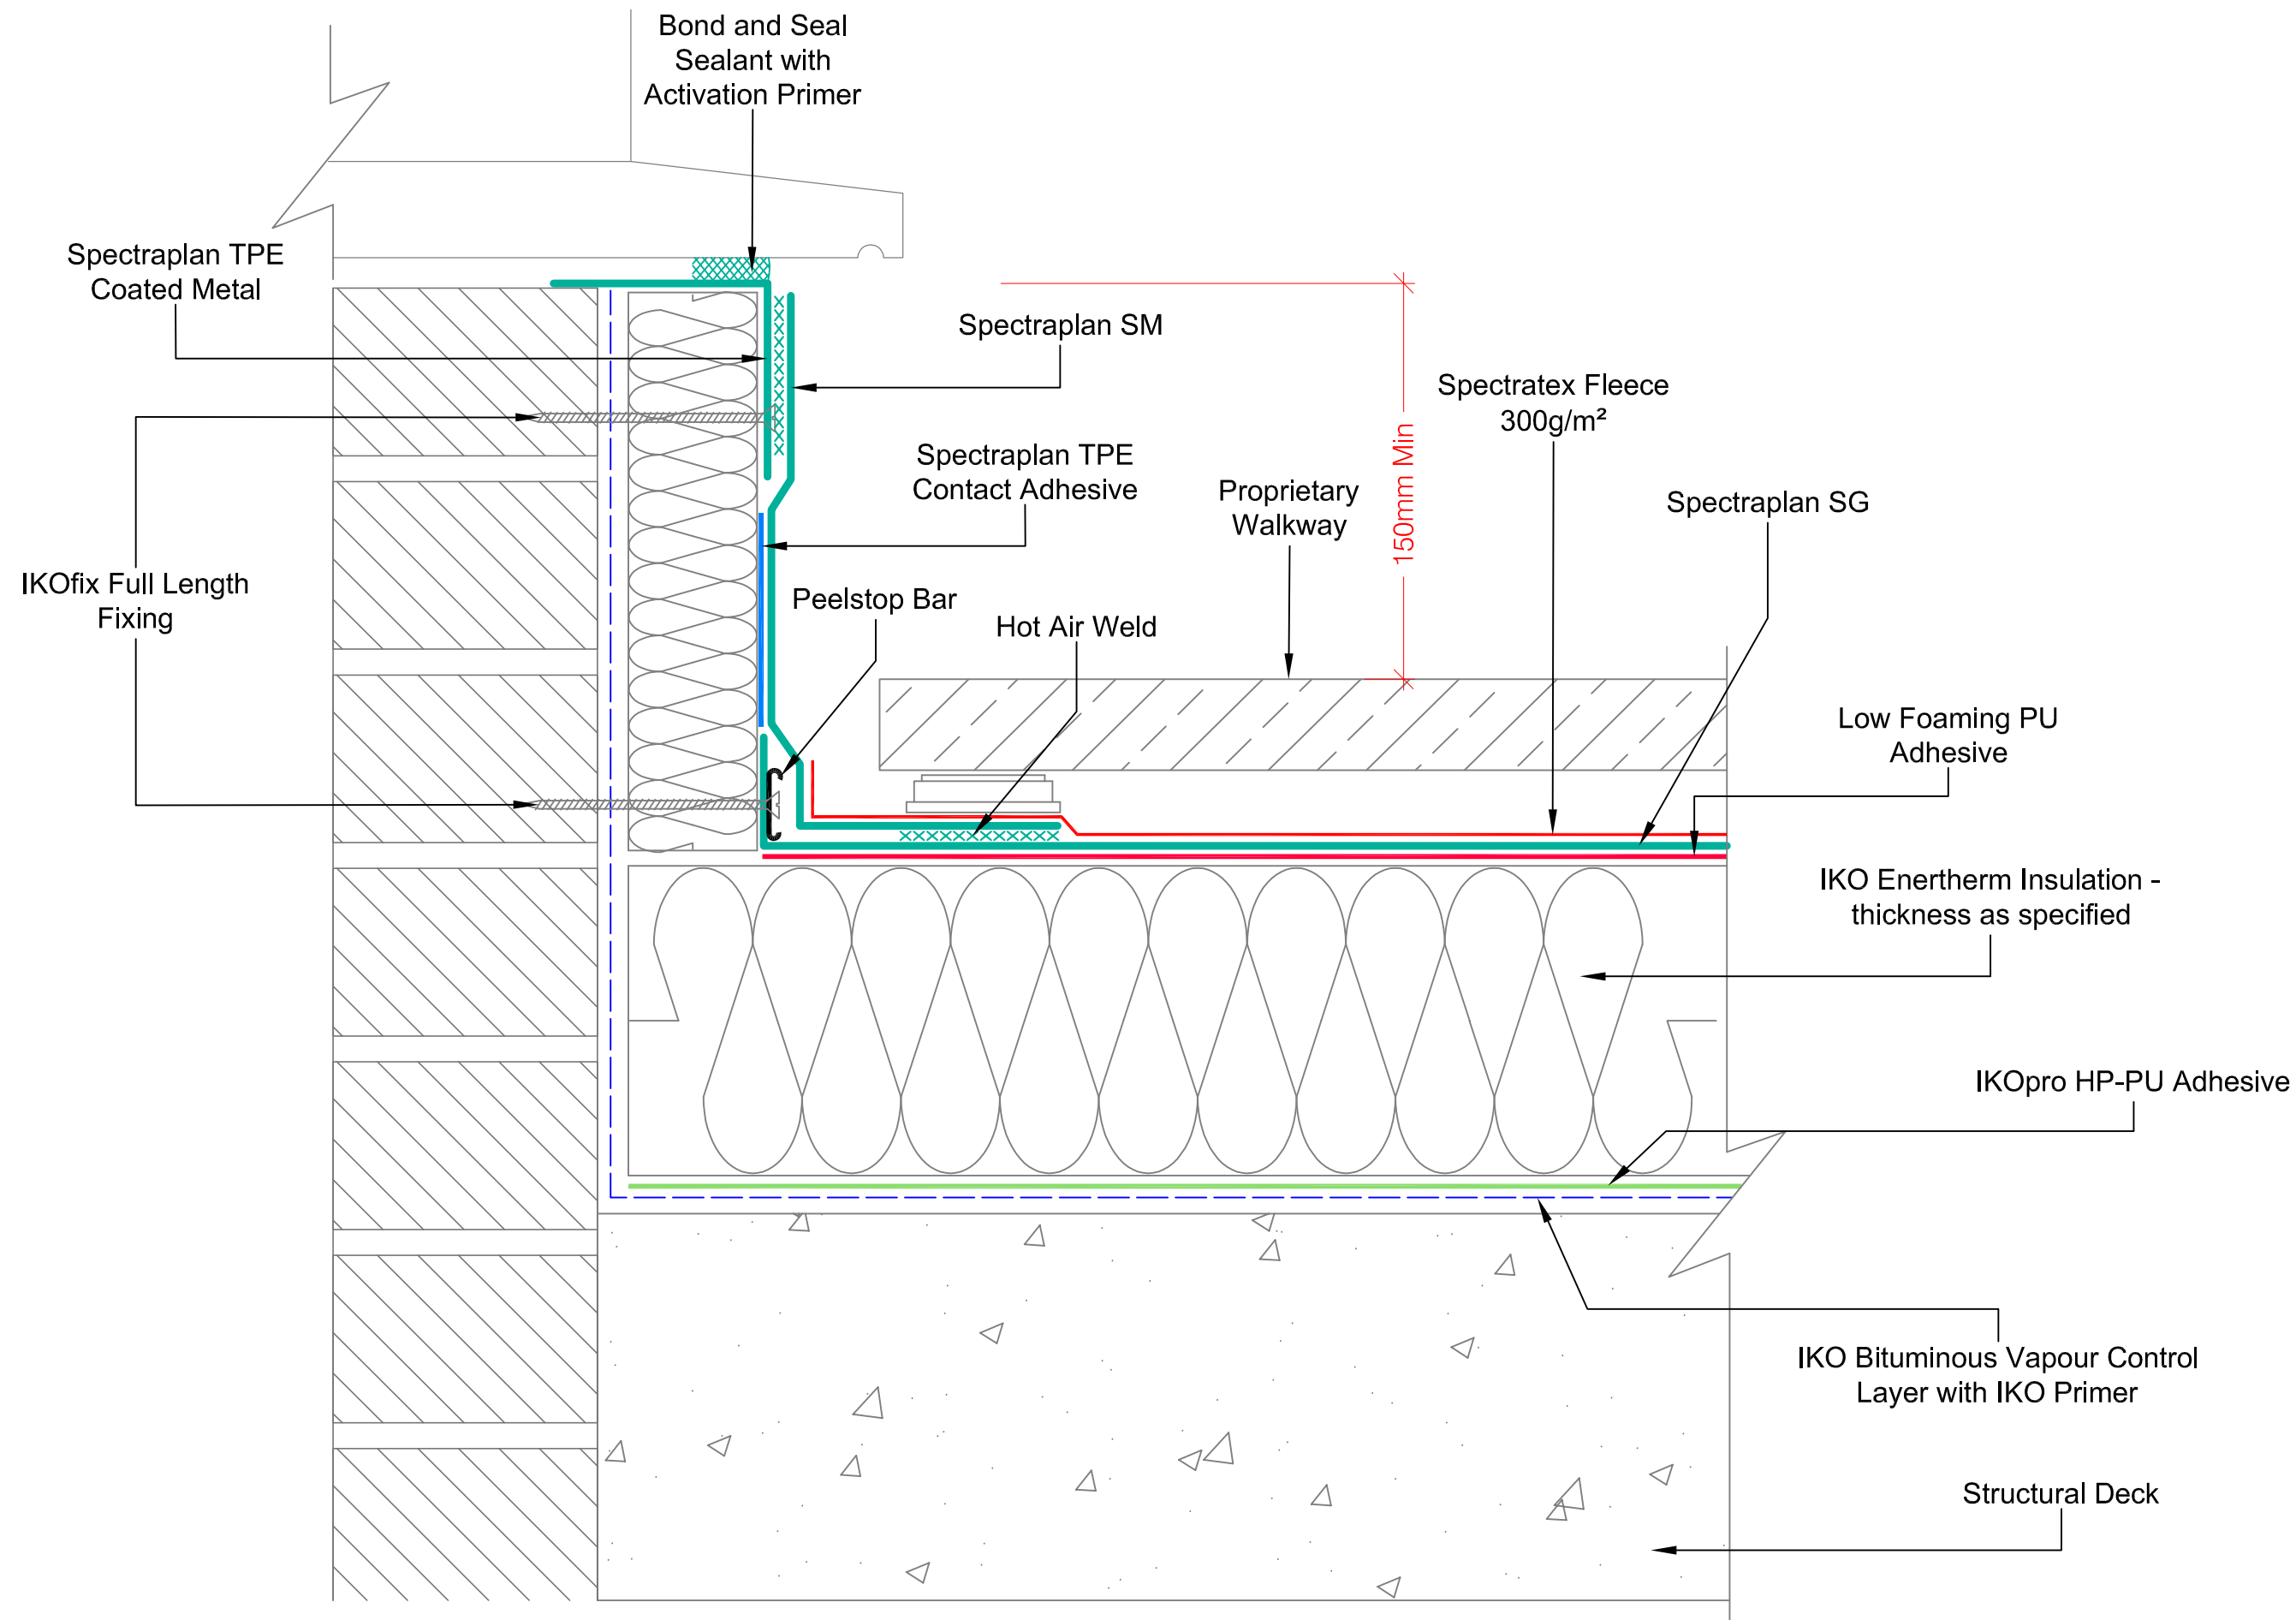 Bond and Seal
Sealant with
Activation Primer
Spectraplan TPE
Coated Metal
Spectraplan SM
Spectratex Fleece
300g/m²
Spectraplan TPE
Contact Adhesive
Proprietary
Walkway
150mm Min
Spectraplan SG
IKOfix Full Length
Fixing
Peelstop Bar
Hot Air Weld
Low Foaming PU
Adhesive
IKO Enertherm Insulation -
thickness as specified
IKOpro HP-PU Adhesive
IKO Bituminous Vapour Control
Layer with IKO Primer
Structural Deck